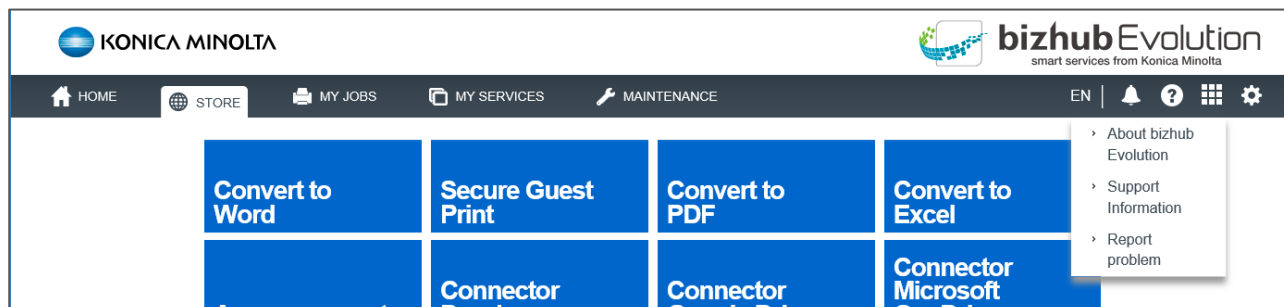 KONICA MINOLTA
bizhub Evolution
smart services from Konica Minolta
HOME
STORE
MY JOBS
MY SERVICES
MAINTENANCE
EN
About bizhub
Evolution
Support
Information
Report
problem
Convert to
Word
Secure Guest
Print
Convert to
PDF
Convert to
Excel
Connector
Connector
Connector
Microsoft